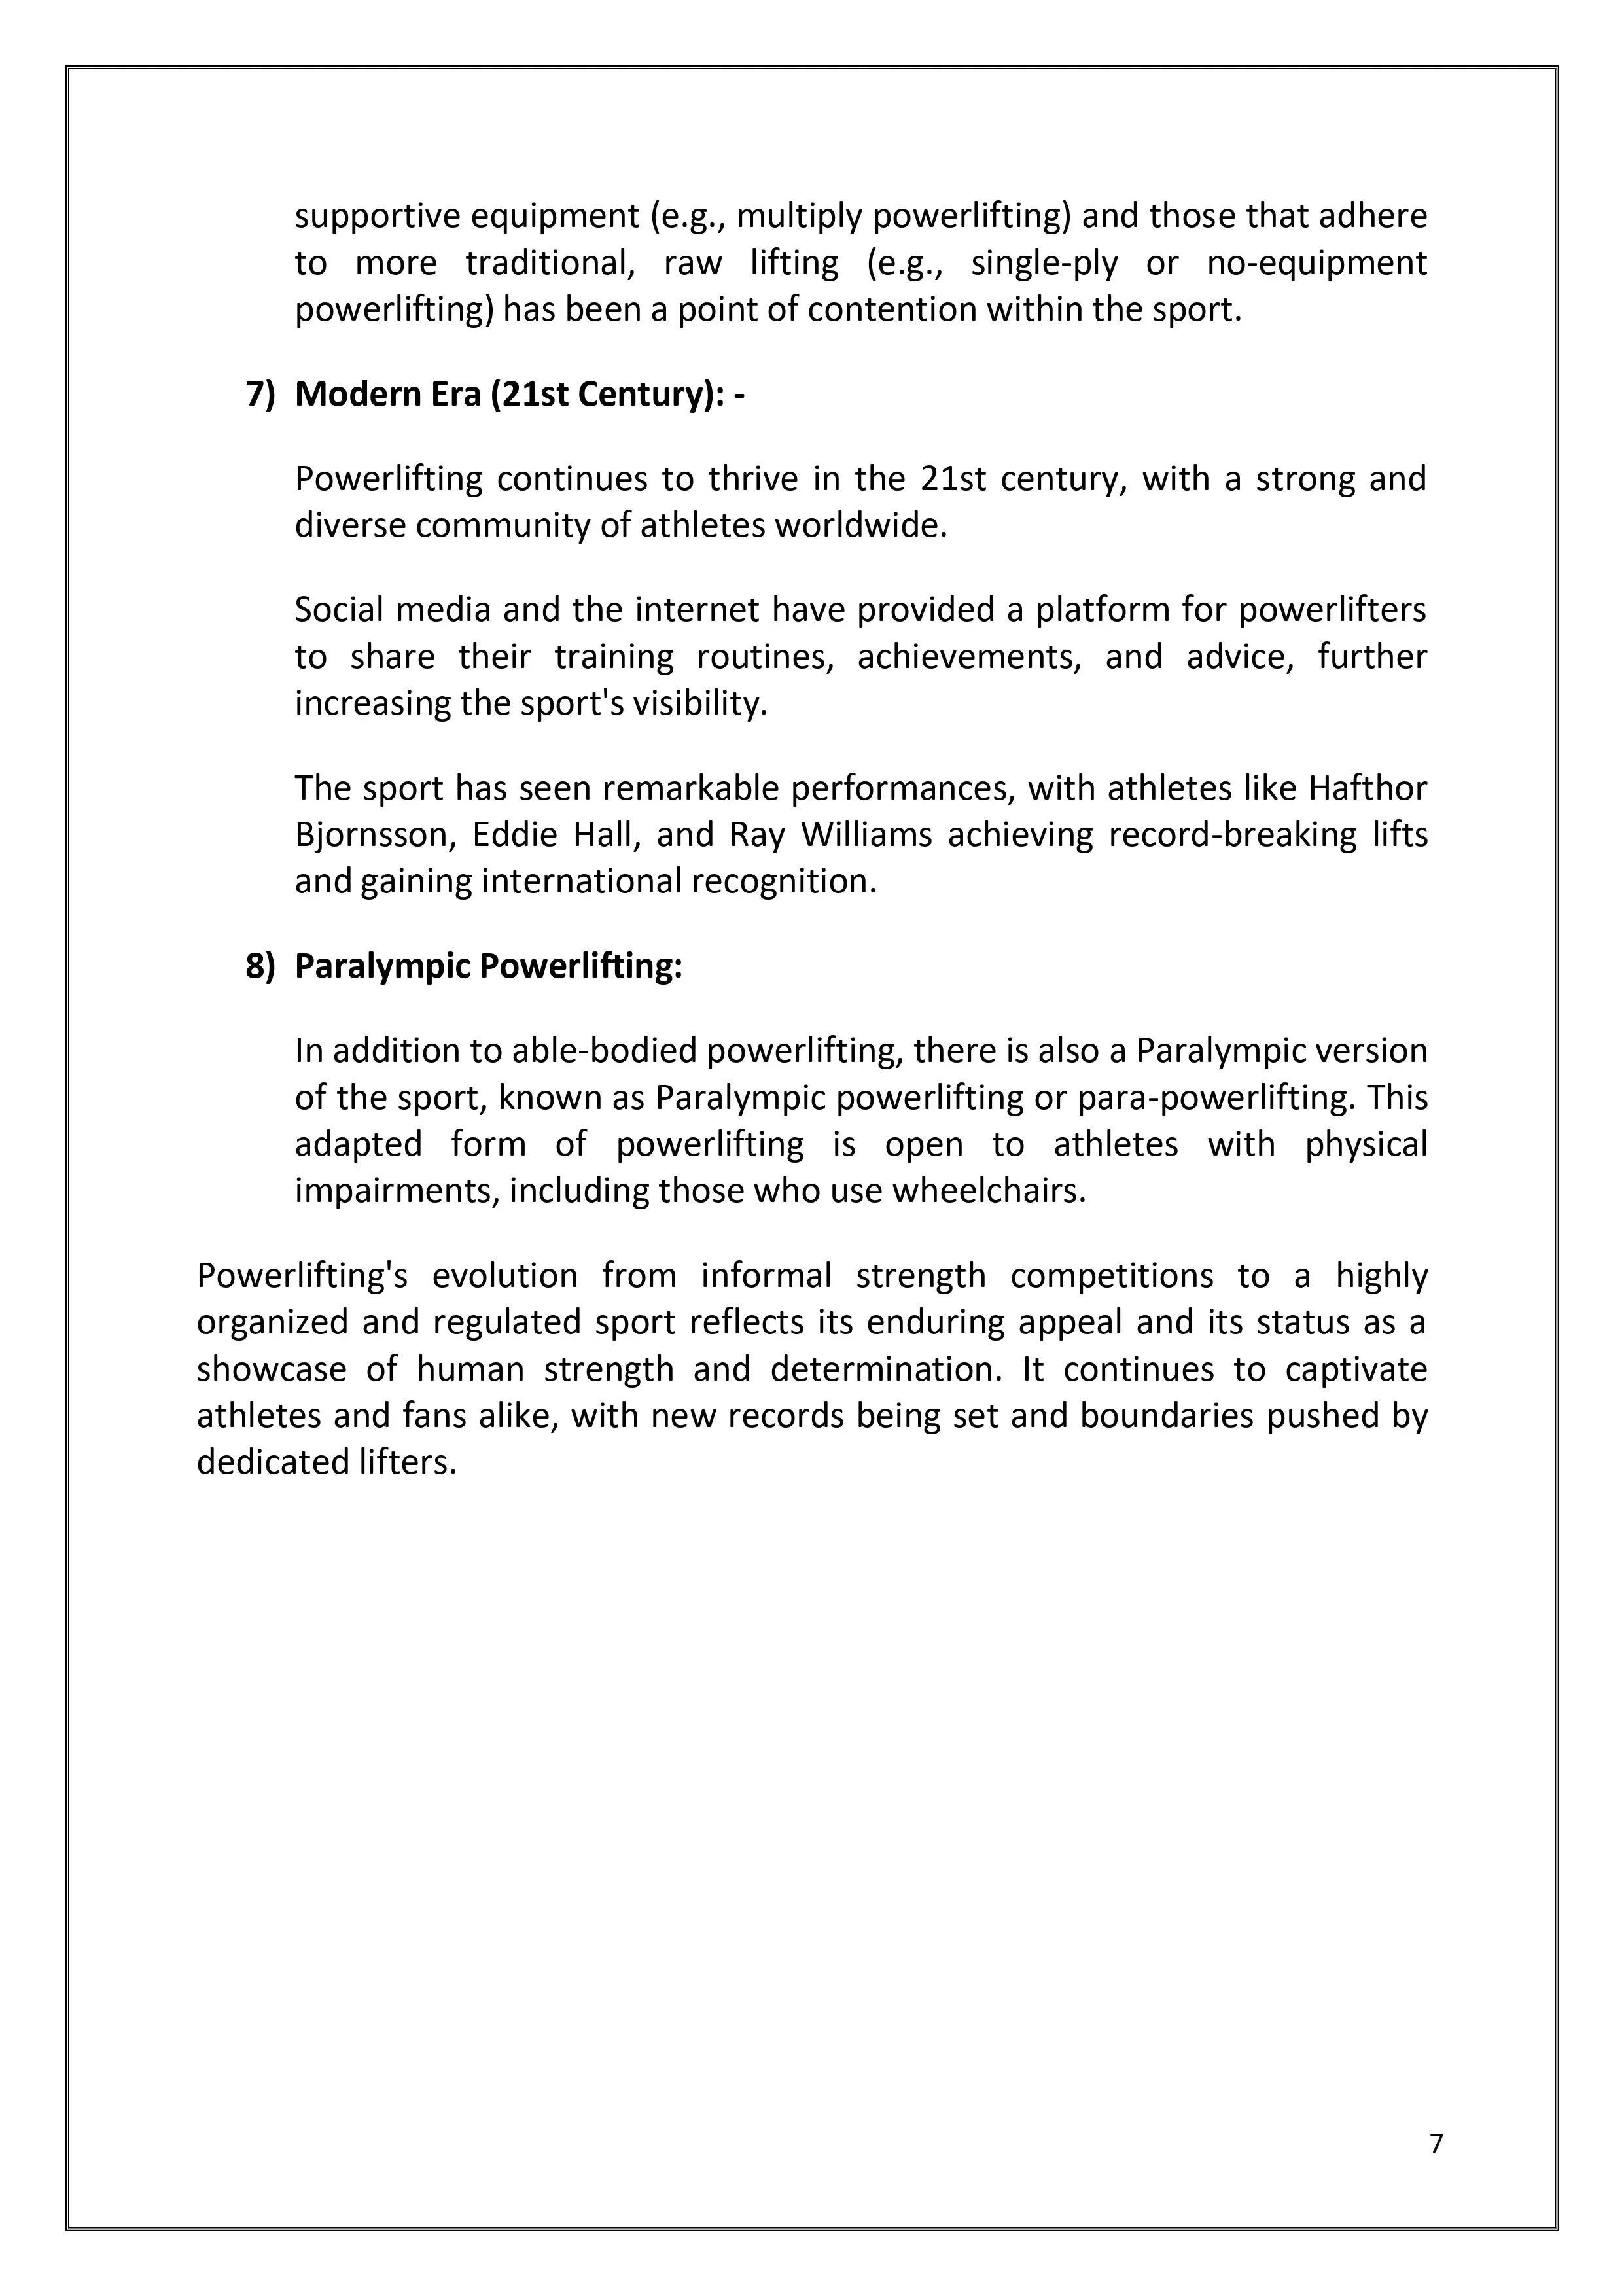 supportive equipment (e.g., multiply powerlifting) and those that adhere
to more traditional, raw lifting (e.g., single-ply or no-equipment
powerlifting) has been a point of contention within the sport.
7) Modern Era (21st Century): -
Powerlifting continues to thrive in the 21st century, with a strong and
diverse community of athletes worldwide.
Social media and the internet have provided a platform for powerlifters
to share their training routines, achievements, and advice, further
increasing the sport's visibility.
The sport has seen remarkable performances, with athletes like Hafthor
Bjornsson, Eddie Hall, and Ray Williams achieving record-breaking lifts
and gaining international recognition.
8) Paralympic Powerlifting:
In addition to able-bodied powerlifting, there is also a Paralympic version
of the sport, known as Paralympic powerlifting or para-powerlifting. This
adapted form of powerlifting is open to athletes with physical
impairments, including those who use wheelchairs.
Powerlifting's evolution from informal strength competitions to a highly
organized and regulated sport reflects its enduring appeal and its status as a
showcase of human strength and determination. It continues to captivate
athletes and fans alike, with new records being set and boundaries pushed by
dedicated lifters.
7